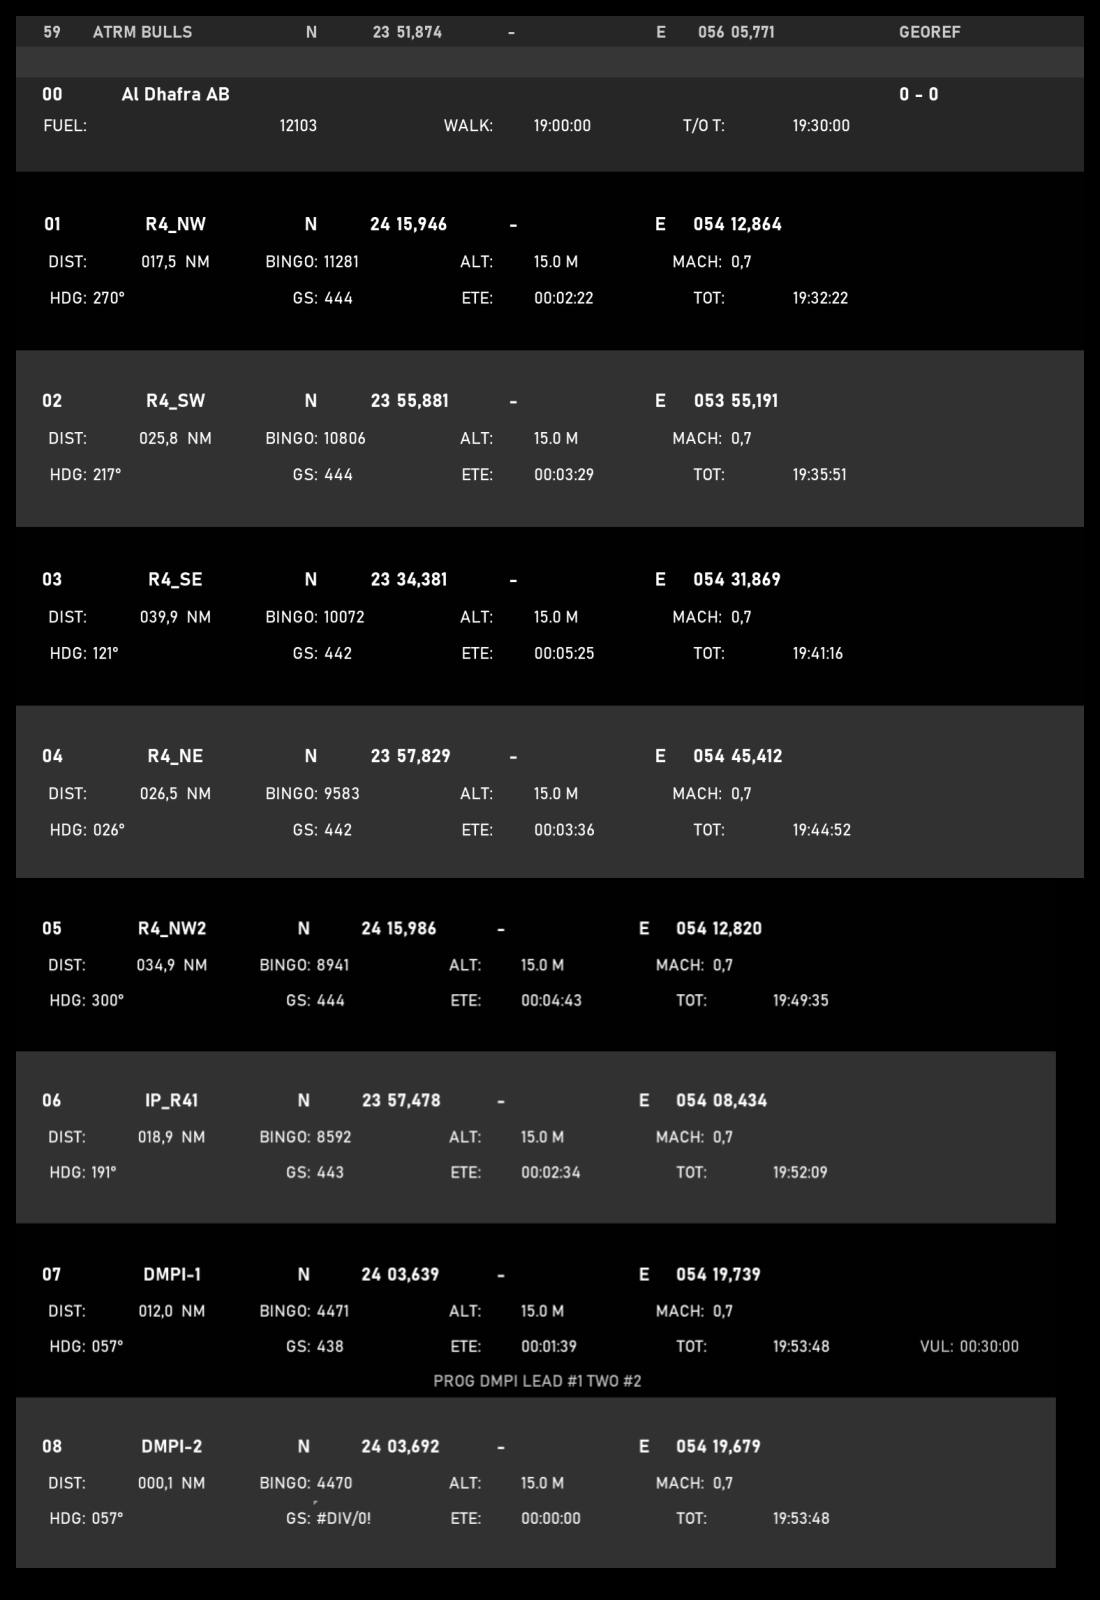 59 ATRM BULLS N 23 51,874 - E 056 05,771 GEOREF
00 Al Dhafra AB 0 - 0
FUEL: 12103 WALK: 19:00:00 T/O T: 19:30:00
01 R4_NW N 24 15,946 - E 054 12,864
DIST: 017,5 NM BINGO: 11281 ALT: 15.0 M MACH: 0,7
HDG: 270° GS: 444 ETE: 00:02:22 TOT: 19:32:22
02 R4_SW N 23 55,881 - E 053 55,191
DIST: 025,8 NM BINGO: 10806 ALT: 15.0 M MACH: 0,7
HDG: 217° GS: 444 ETE: 00:03:29 TOT: 19:35:51
03 R4_SE N 23 34,381 - E 054 31,869
DIST: 039,9 NM BINGO: 10072 ALT: 15.0 M MACH: 0,7
HDG: 121° GS: 442 ETE: 00:05:25 TOT: 19:41:16
04 R4_NE N 23 57,829 - E 054 45,412
DIST: 026,5 NM BINGO: 9583 ALT: 15.0 M MACH: 0,7
HDG: 026° GS: 442 ETE: 00:03:36 TOT: 19:44:52
05 R4_NW2 N 24 15,986 - E 054 12,820
DIST: 034,9 NM BINGO: 8941 ALT: 15.0 M MACH: 0,7
HDG: 300° GS: 444 ETE: 00:04:43 TOT: 19:49:35
06 IP_R41 N 23 57,478 - E 054 08,434
DIST: 018,9 NM BINGO: 8592 ALT: 15.0 M MACH: 0,7
HDG: 191° GS: 443 ETE: 00:02:34 TOT: 19:52:09
07 DMPI-1 N 24 03,639 - E 054 19,739
DIST: 012,0 NM BINGO: 4471 ALT: 15.0 M MACH: 0,7
HDG: 057° GS: 438 ETE: 00:01:39 TOT: 19:53:48 VUL: 00:30:00
PROG DMPI LEAD #1 TWO #2
08 DMPI-2 N 24 03,692 - E 054 19,679
DIST: 000,1 NM BINGO: 4470 ALT: 15.0 M MACH: 0,7
HDG: 057° GS: #DIV/0! ETE: 00:00:00 TOT: 19:53:48